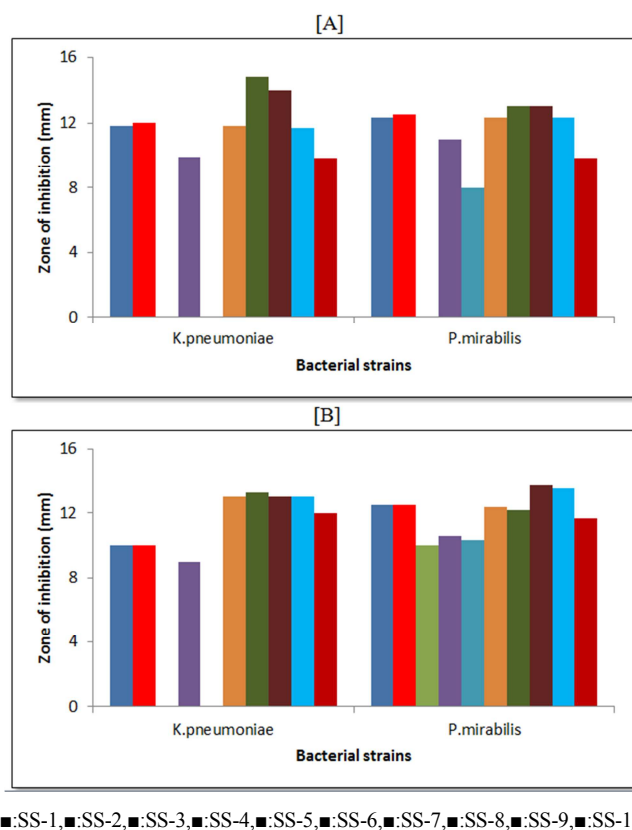 [A]
16
12
8
4
0
Zone of inhibition (mm)
K.pneumoniae P.mirabilis
Bacterial strains
[B]
16
12
8
4
0
Zone of inhibition (mm)
K.pneumoniae P.mirabilis
Bacterial strains
■:SS-1,■:SS-2,■:SS-3,■:SS-4,■:SS-5,■:SS-6,■:SS-7,■:SS-8,■:SS-9,■:SS-1